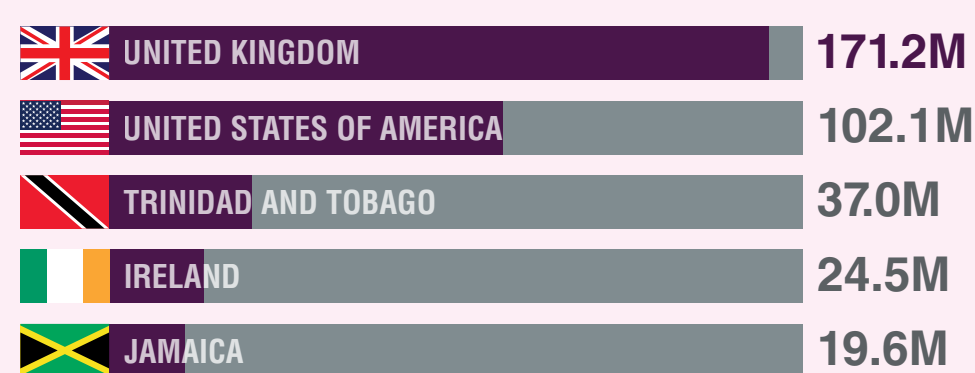 UNITED KINGDOM 171.2M
UNITED STATES OF AMERICA 102.1M
TRINIDAD AND TOBAGO 37.0M
IRELAND 24.5M
JAMAICA 19.6M